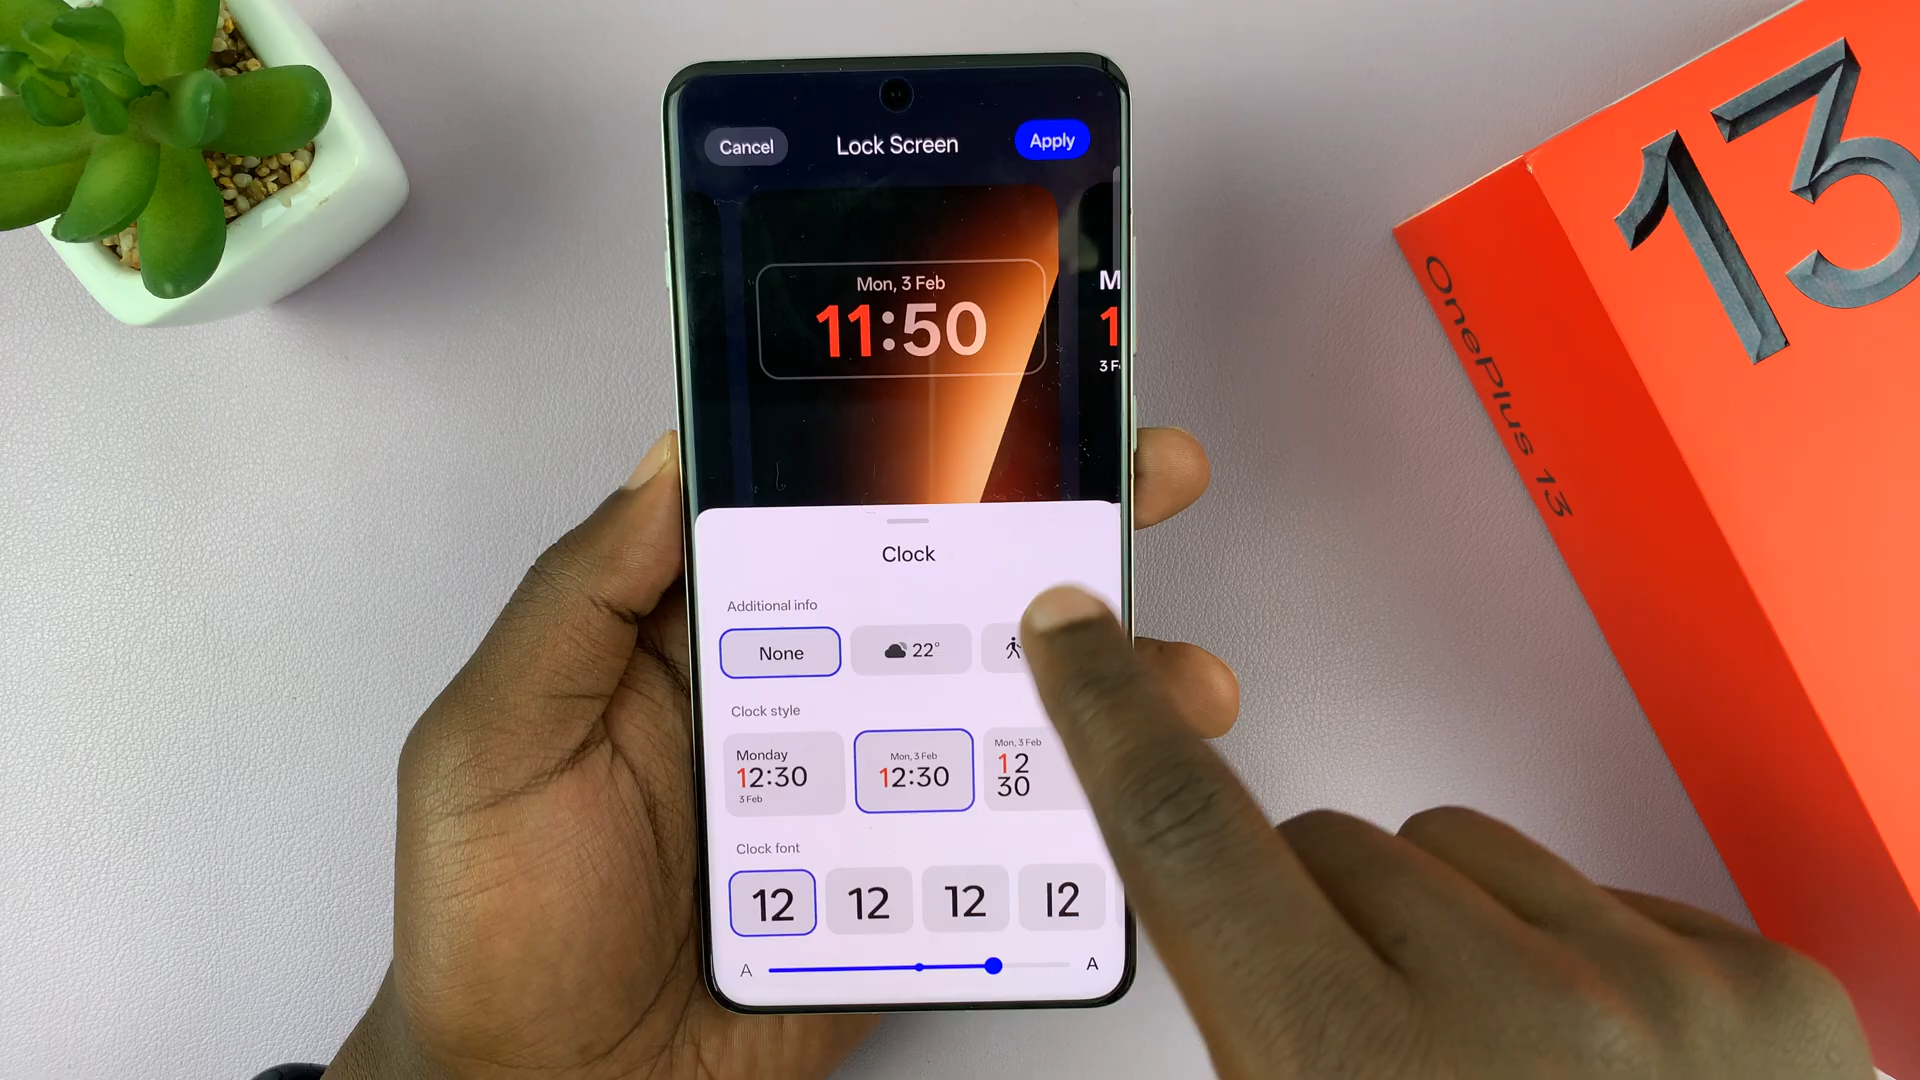 Cancel
Lock Screen
Apply
Mon, 3 Feb
11:50
M
1
3 F
Clock
Additional info
None
22°
Clock style
Monday
12:30
3 Feb
Mon, 3 Feb
12:30
Mon, 3 Feb
12
30
Clock font
12
12
12
12
A
A
13
OnePlus 13